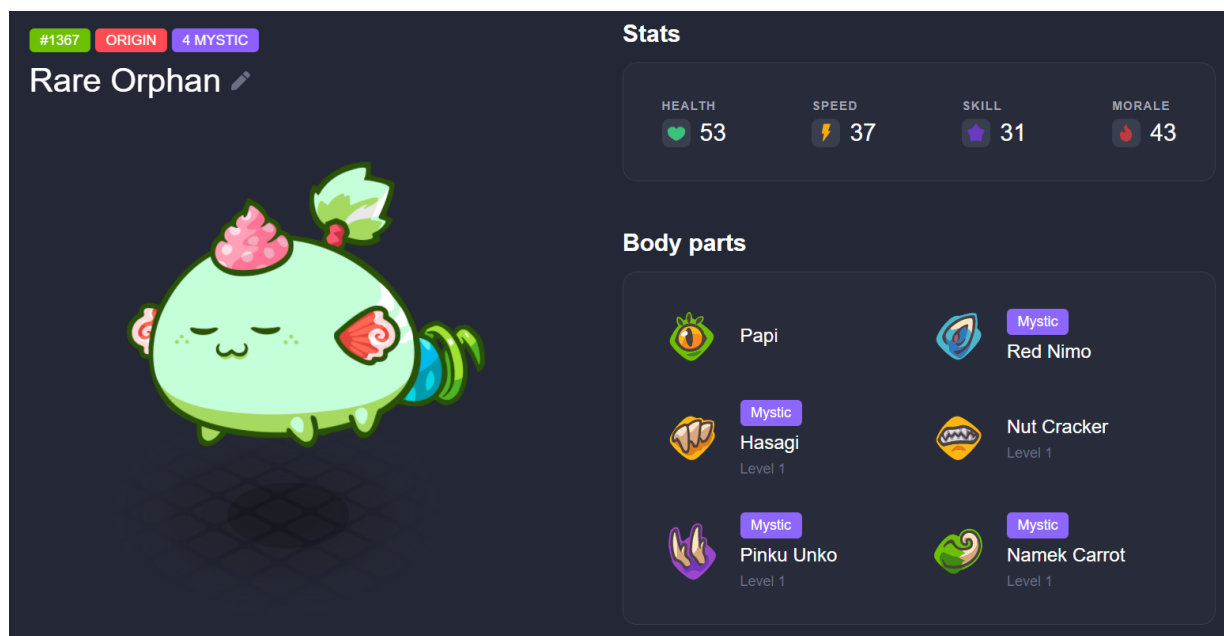 #1367 ORIGIN 4 MYSTIC
Rare Orphan
Stats
HEALTH SPEED SKILL MORALE
53 37 31 43
Body parts
Papi
Mystic
Red Nimo
Mystic
Hasagi
Level 1
Nut Cracker
Level 1
Mystic
Pinku Unko
Level 1
Mystic
Namek Carrot
Level 1